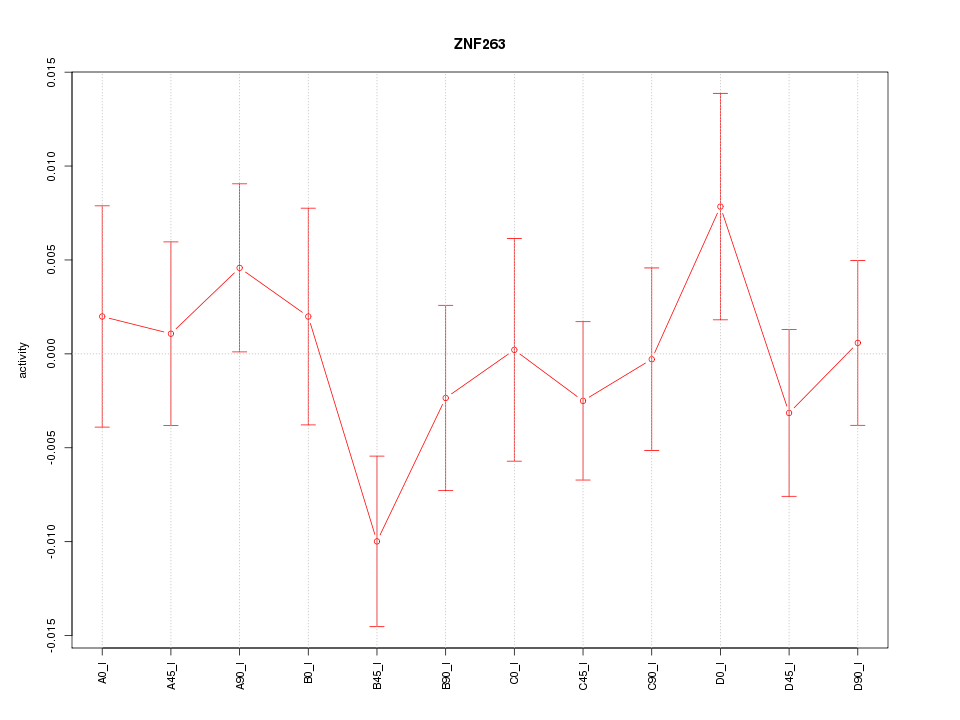 ZNF263
activity
0.015
0.010
0.005
0.000
-0.005
-0.010
-0.015
A0_I
A45_I
A90_I
B0_I
B45_I
B90_I
C0_I
C45_I
C90_I
D0_I
D45_I
D90_I